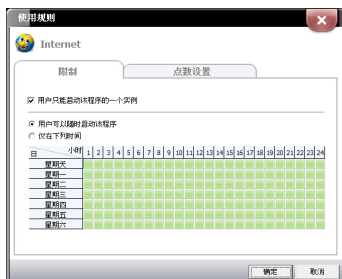 使用规则
Internet
限制 点数设置
用户只能启动该程序的一个实例
用户可以随时启动该程序
仅在下列时间
日 小时 1 2 3 4 5 6 7 8 9 10 11 12 13 14 15 16 17 18 19 20 21 22 23 24
星期天
星期一
星期二
星期三
星期四
星期五
星期六
确定 取消